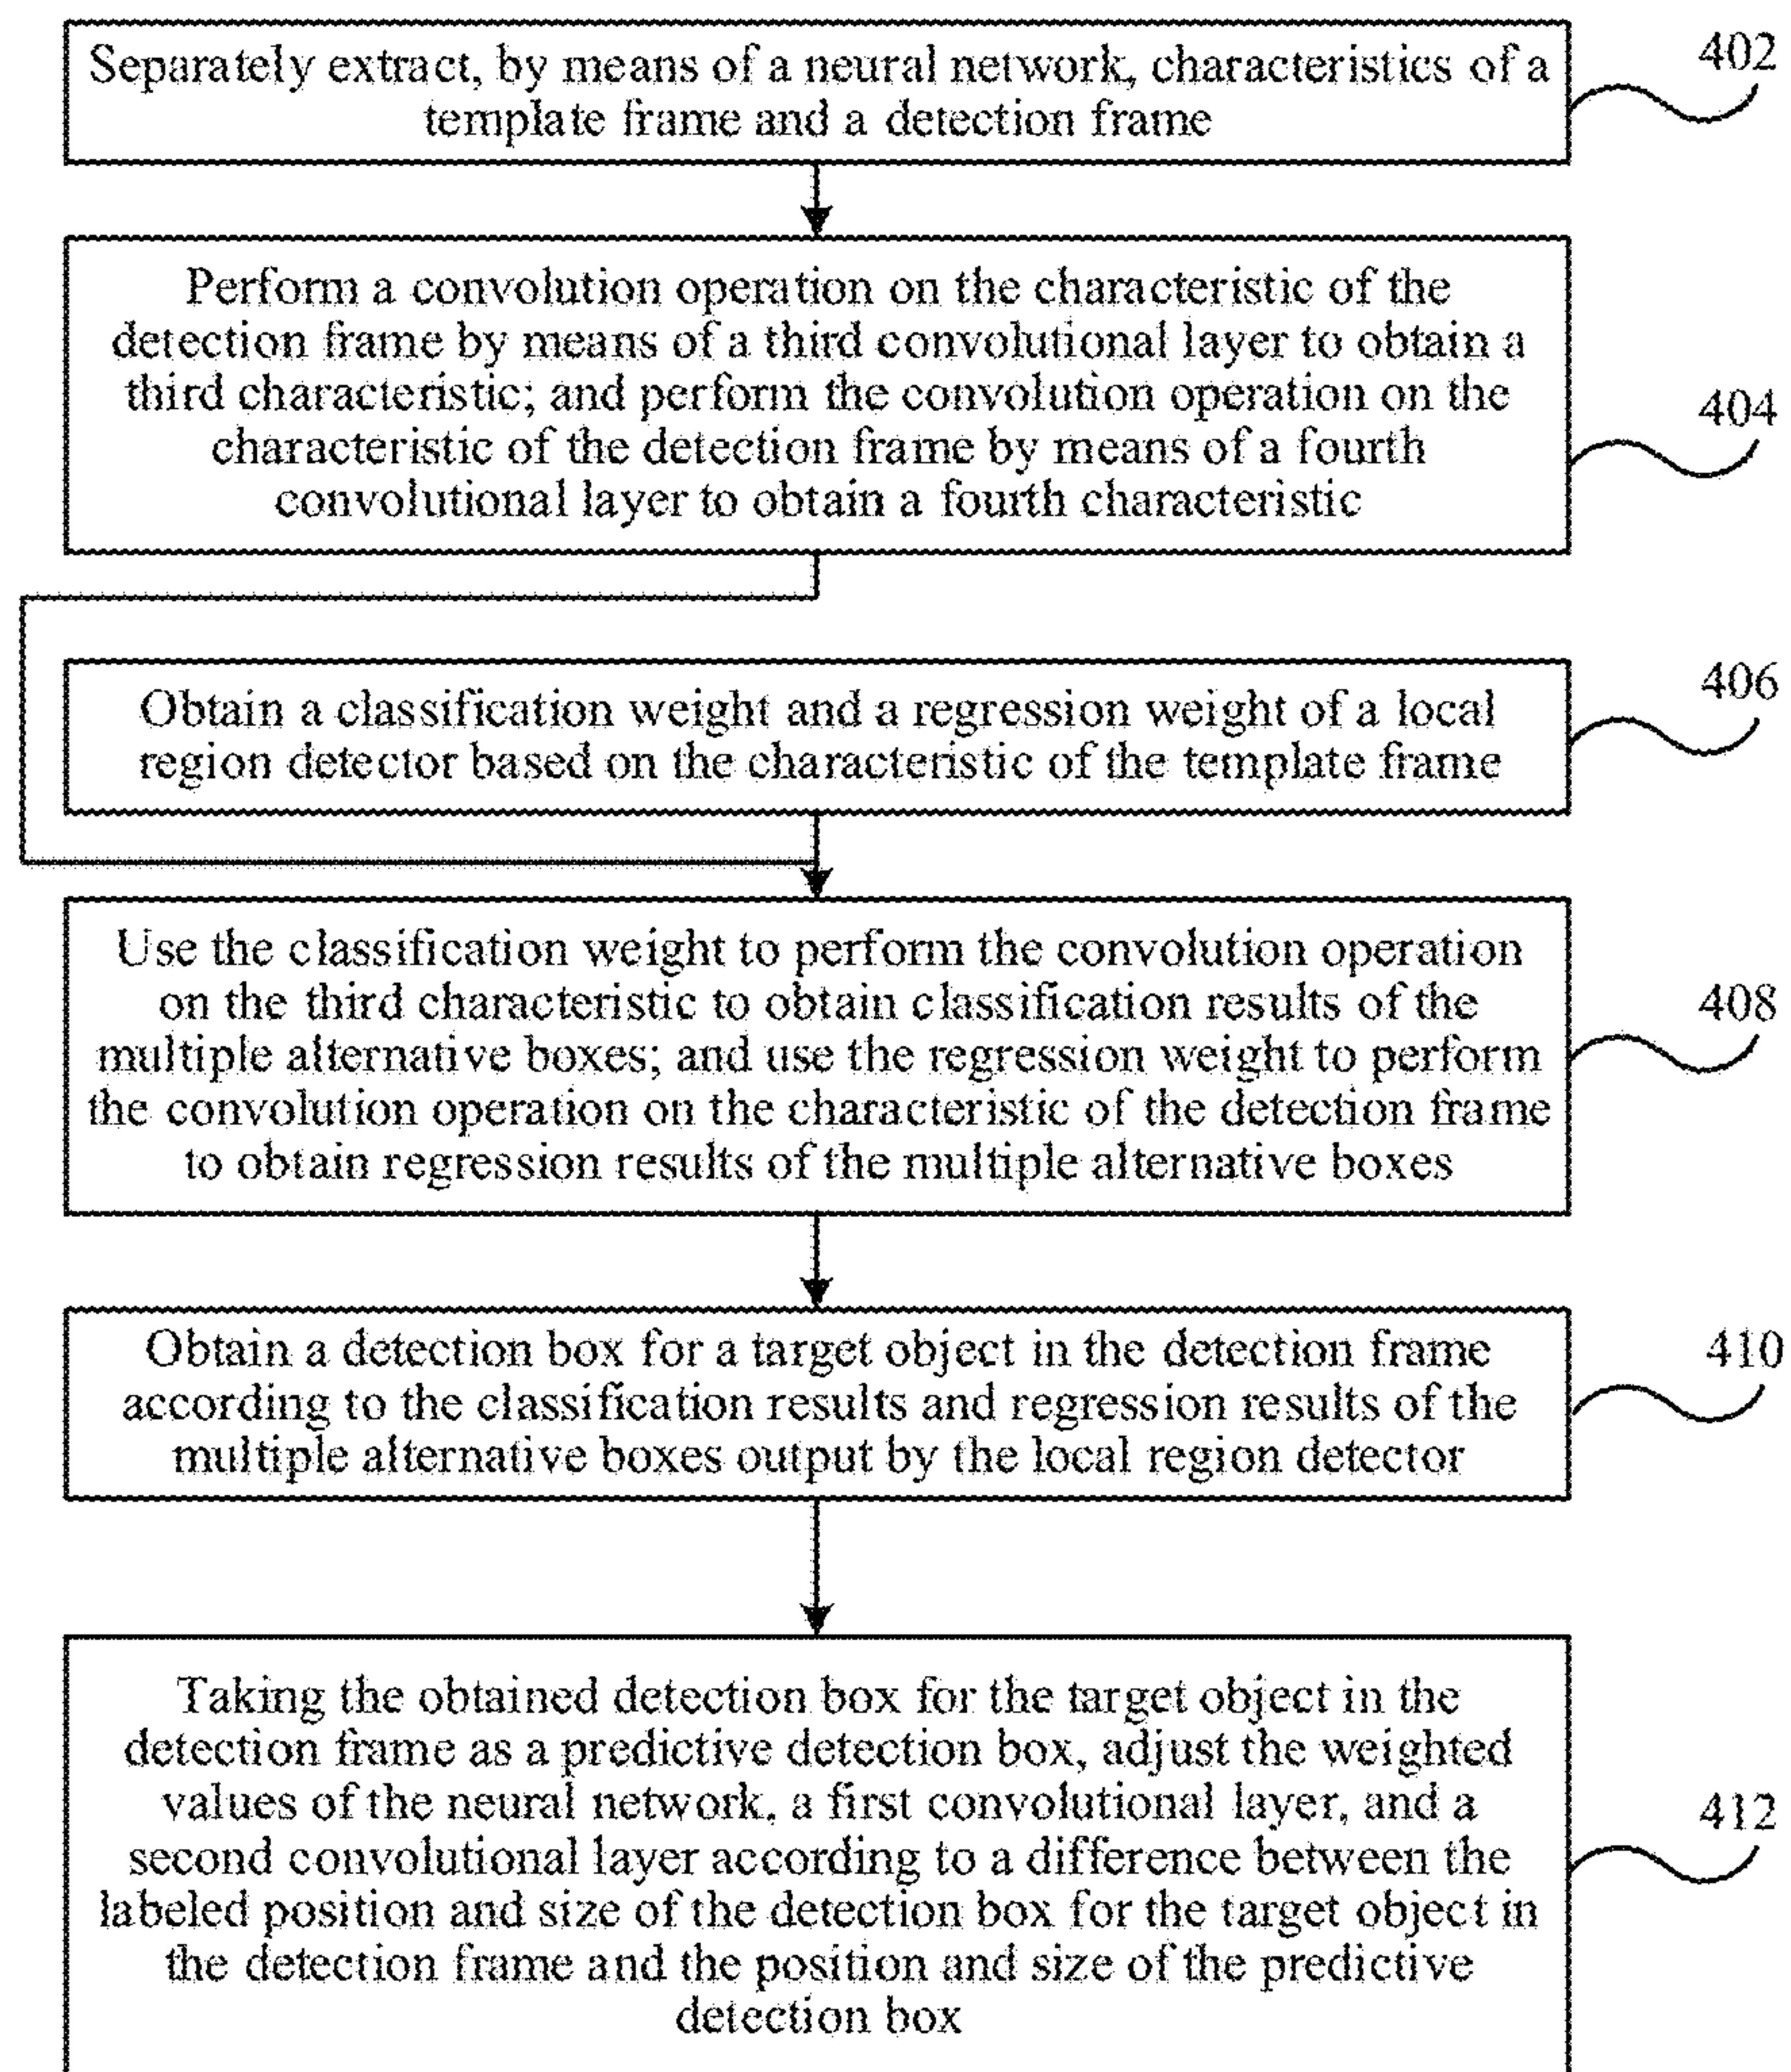 Separately extract, by means of a neural network, characteristics of a
template frame and a detection frame
402
Perform a convolution operation on the characteristic of the
detection frame by means of a third convolutional layer to obtain a
third characteristic; and perform the convolution operation on the
characteristic of the detection frame by means of a fourth
convolutional layer to obtain a fourth characteristic
404
Obtain a classification weight and a regression weight of a local
region detector based on the characteristic of the template frame
406
Use the classification weight to perform the convolution operation
on the third characteristic to obtain classification results of the
multiple alternative boxes; and use the regression weight to perform
the convolution operation on the characteristic of the detection frame
to obtain regression results of the multiple alternative boxes
408
Obtain a detection box for a target object in the detection frame
according to the classification results and regression results of the
multiple alternative boxes output by the local region detector
410
Taking the obtained detection box for the target object in the
detection frame as a predictive detection box, adjust the weighted
values of the neural network, a first convolutional layer, and a
second convolutional layer according to a difference between the
labeled position and size of the detection box for the target object in
the detection frame and the position and size of the predictive
detection box
412